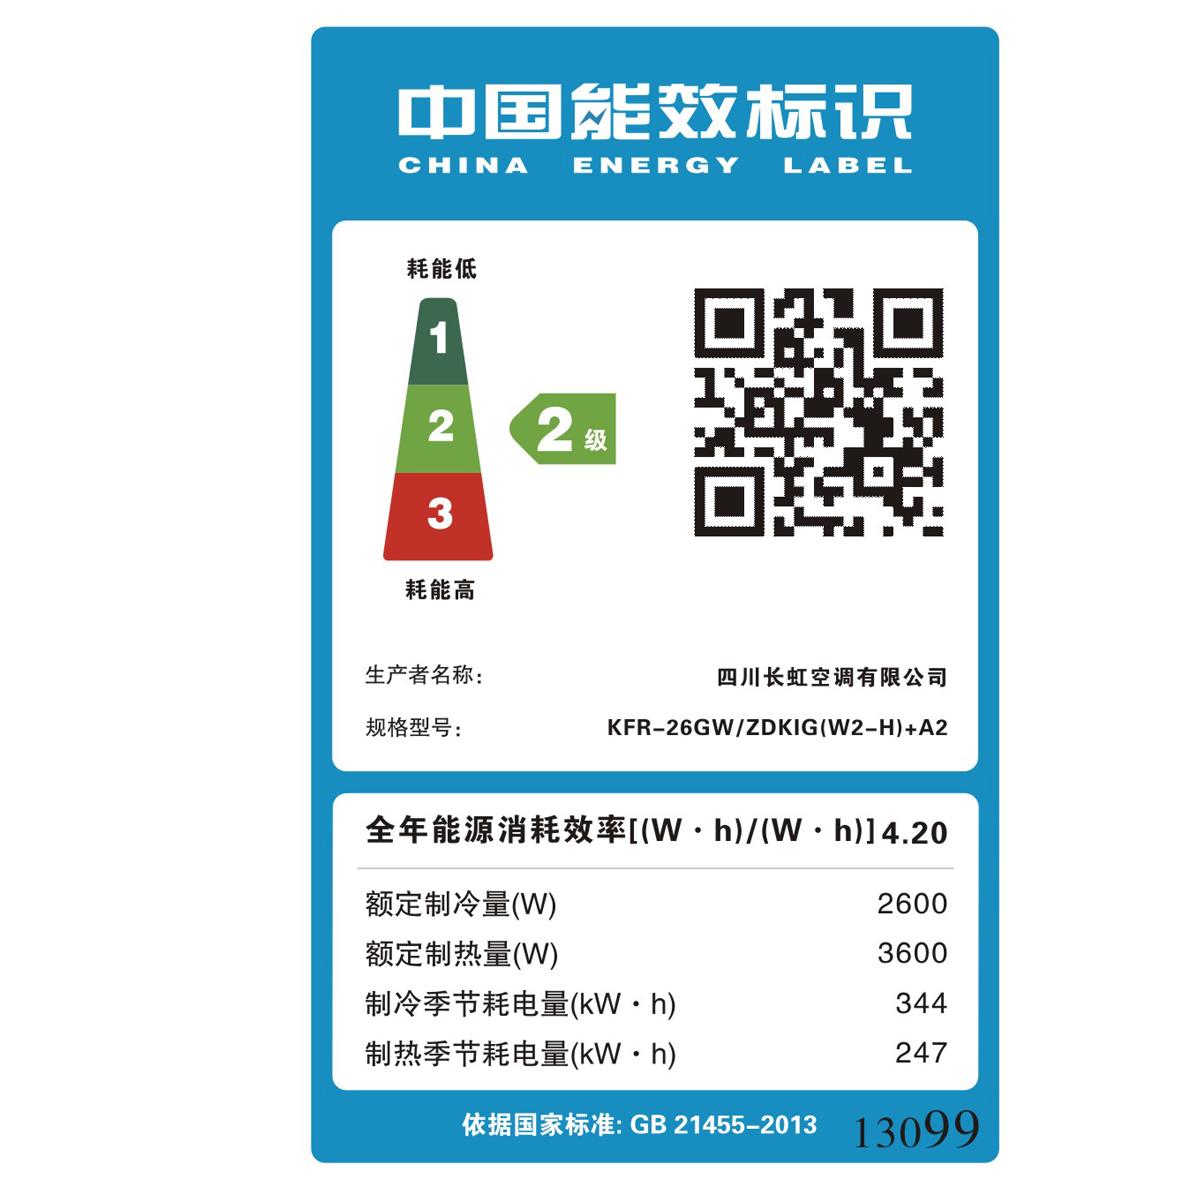 中国能效标识
CHINA ENERGY LABEL
耗能低
1
2
2级
3
耗能高
生产者名称: 四川长虹空调有限公司
规格型号: KFR-26GW/ZDKIG(W2-H)+A2
全年能源消耗效率[(W·h)/(W·h)] 4.20
额定制冷量(W) 2600
额定制热量(W) 3600
制冷季节耗电量(kW·h) 344
制热季节耗电量(kW·h) 247
依据国家标准: GB 21455-2013 13099